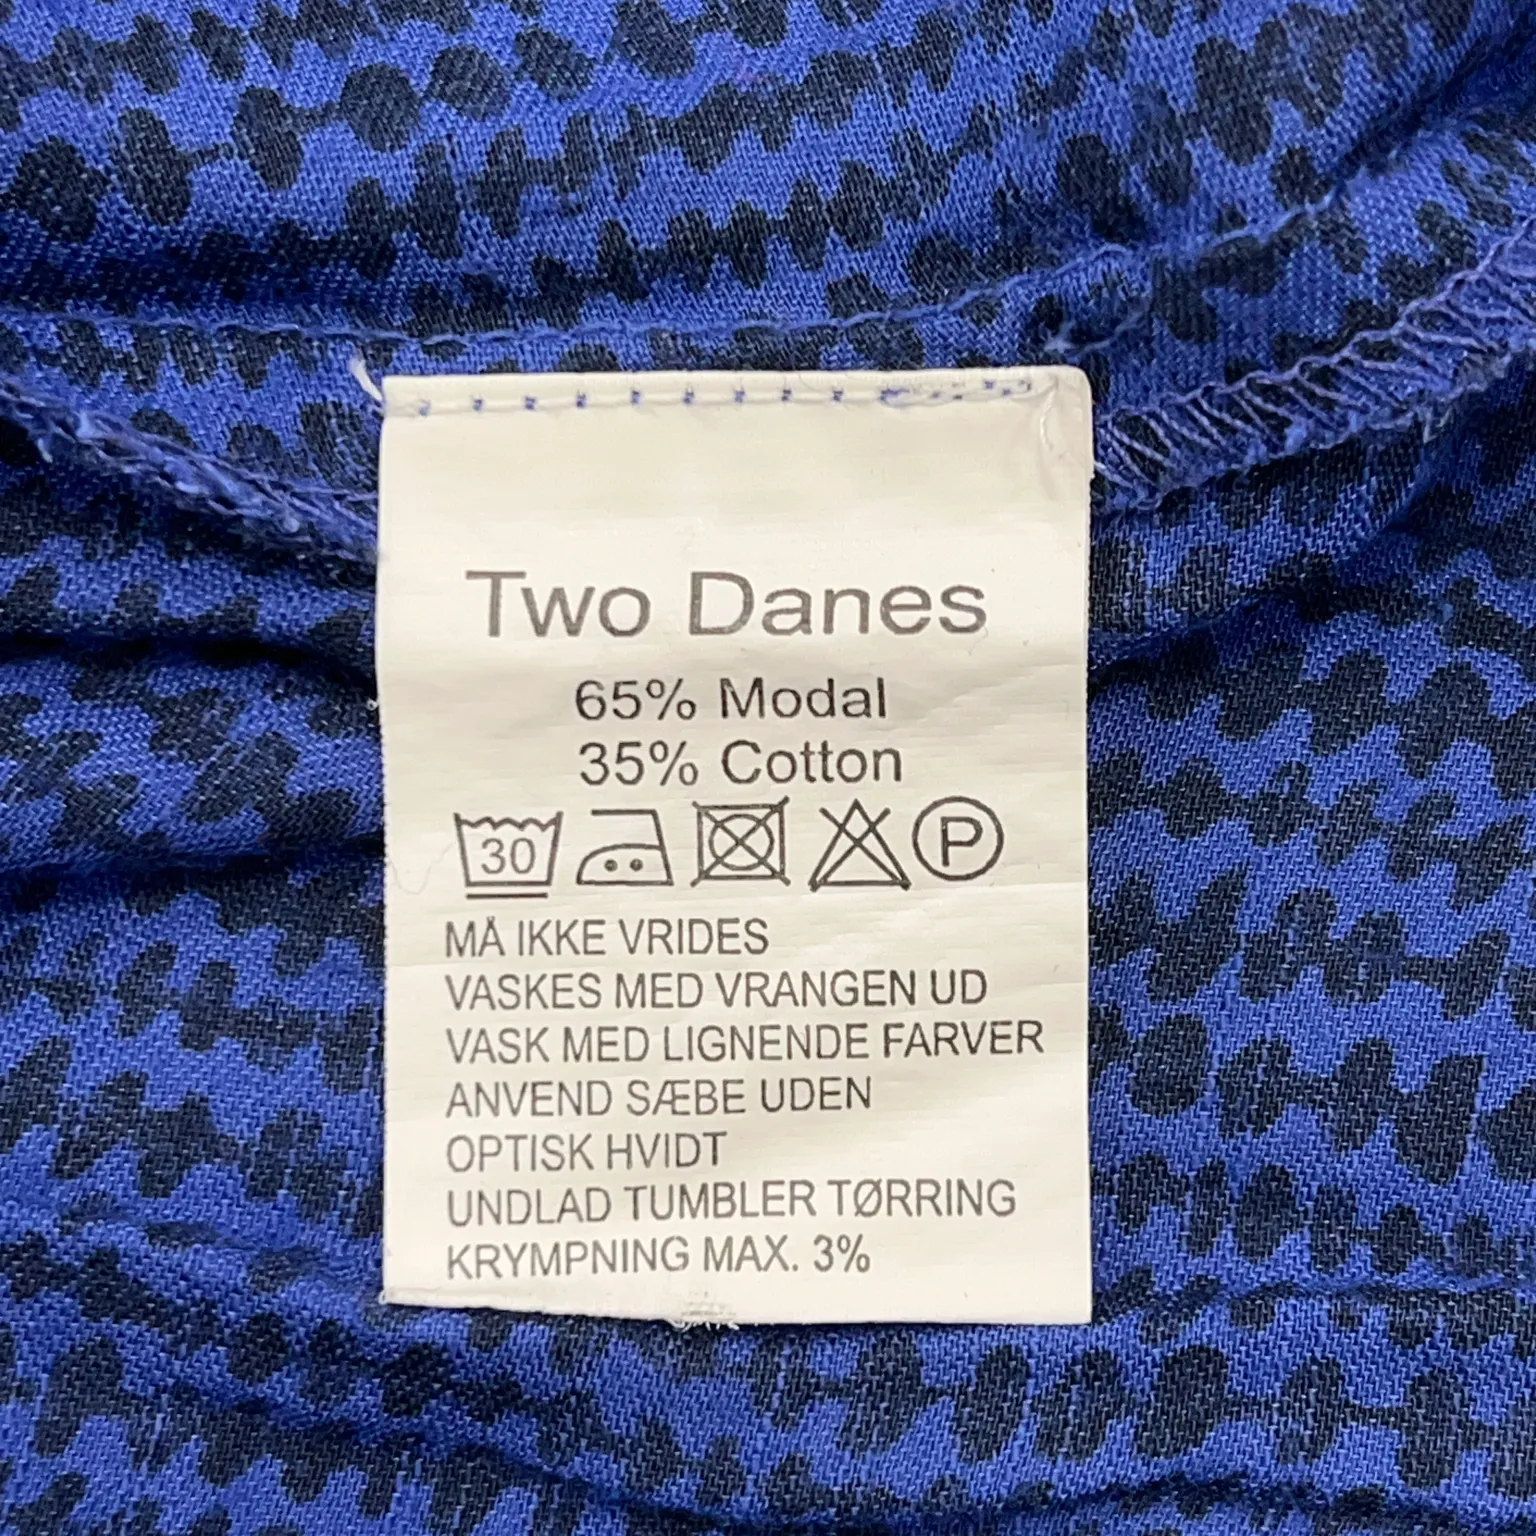 Two Danes
65% Modal
35% Cotton
30 P
MÅ IKKE VRIDES
VASKES MED VRANGEN UD
VASK MED LIGNENDE FARVER
ANVEND SÆBE UDEN
OPTISK HVIDT
UNDLAD TUMBLER TØRRING
KRYMPNING MAX. 3%